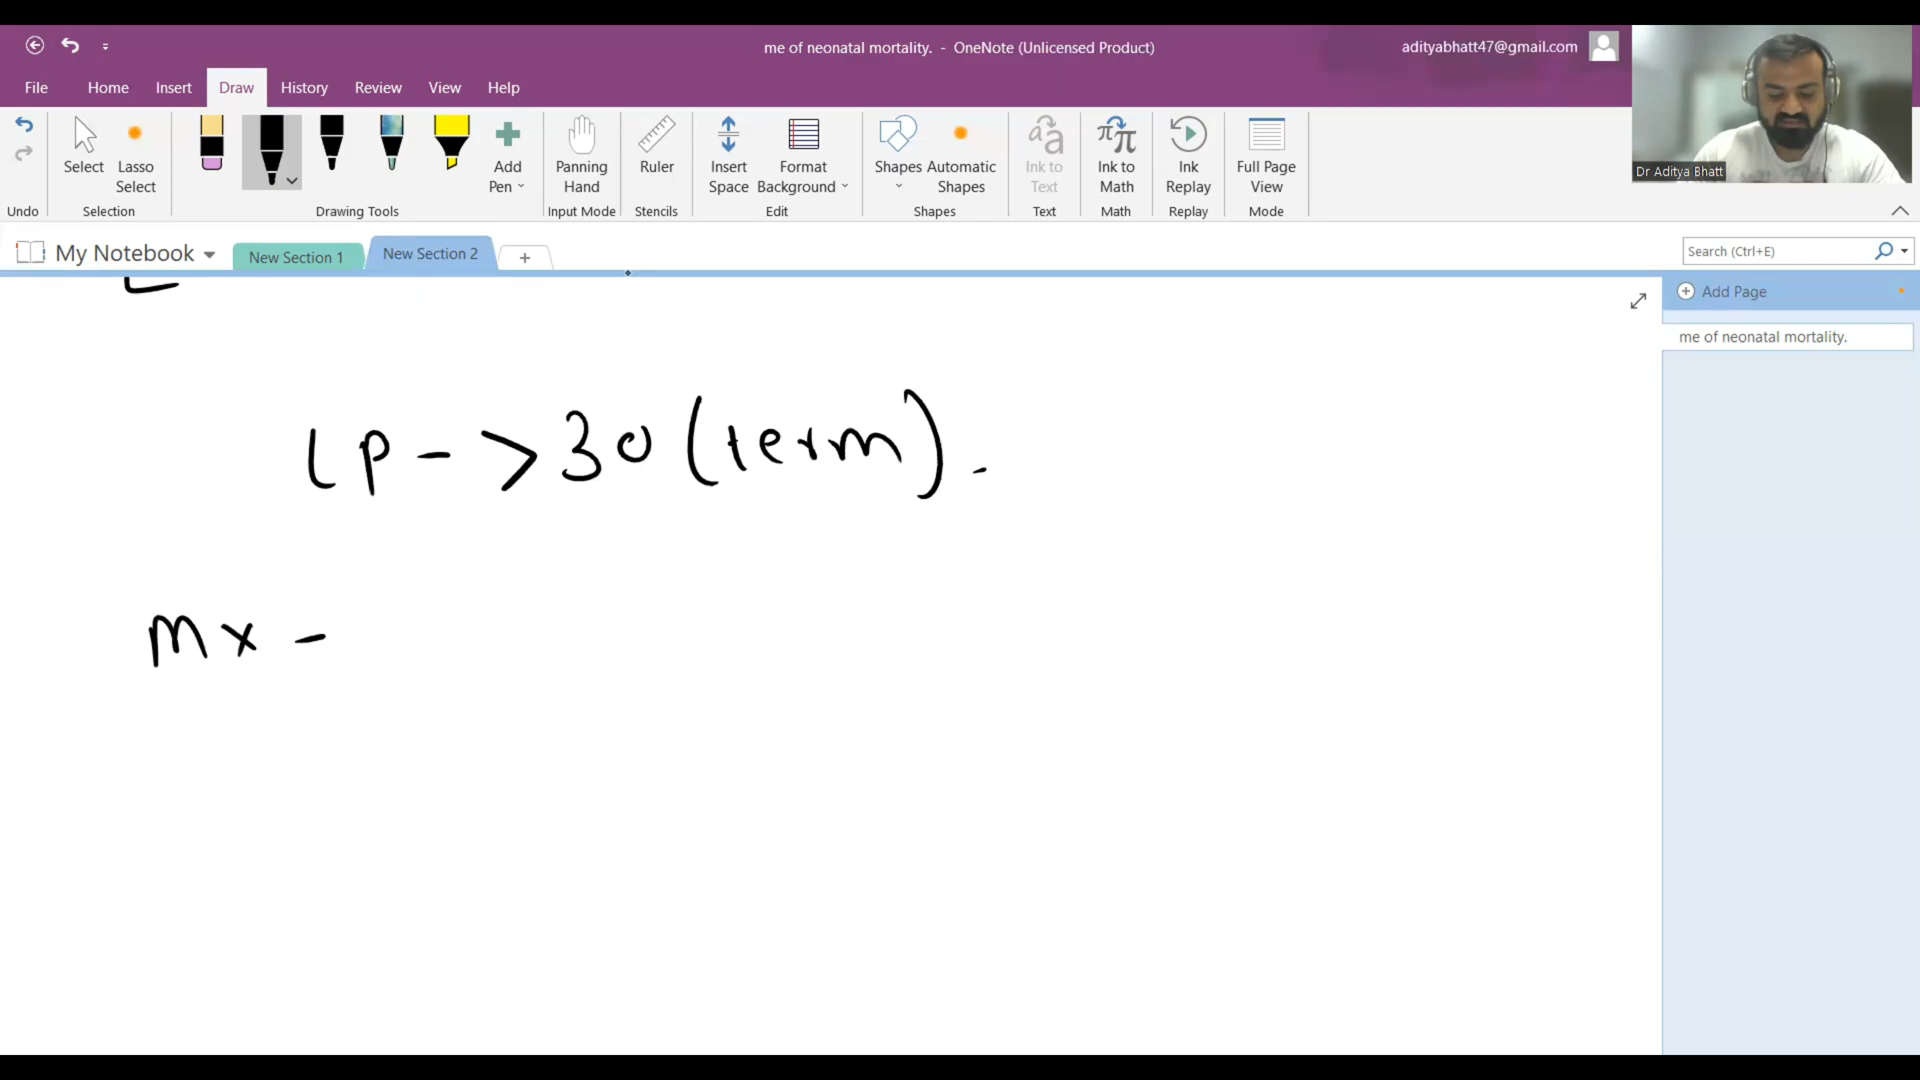 me of neonatal mortality. - OneNote (Unlicensed Product)
adityabhatt47@gmail.com
File Home Insert Draw History Review View Help
Select
Lasso Select
Add Pen
Panning Hand
Ruler
Insert Space
Format Background
Shapes
Automatic Shapes
Ink to Text
Ink to Math
Ink Replay
Full Page View
Undo Selection Drawing Tools Input Mode Stencils Edit Shapes Text Math Replay Mode
Dr Aditya Bhatt
My Notebook New Section 1 New Section 2 +
Search (Ctrl+E)
Add Page
me of neonatal mortality.
LP - >30 (term).
mx -